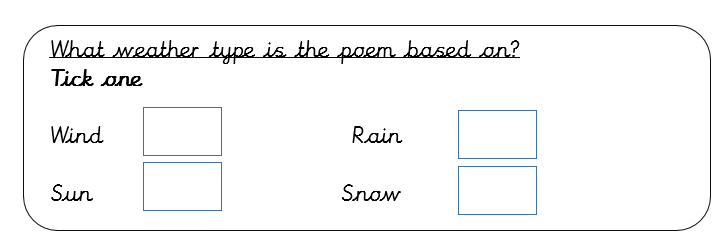 What weather type is the poem based on?
Tick one
Wind Rain
Sun Snow